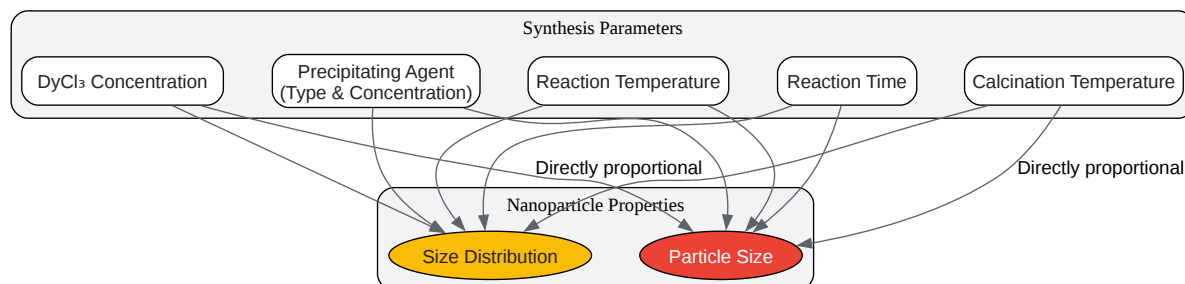 Synthesis Parameters
DyCl₃ Concentration
Precipitating Agent
(Type & Concentration)
Reaction Temperature
Reaction Time
Calcination Temperature
Directly proportional
Directly proportional
Nanoparticle Properties
Size Distribution
Particle Size